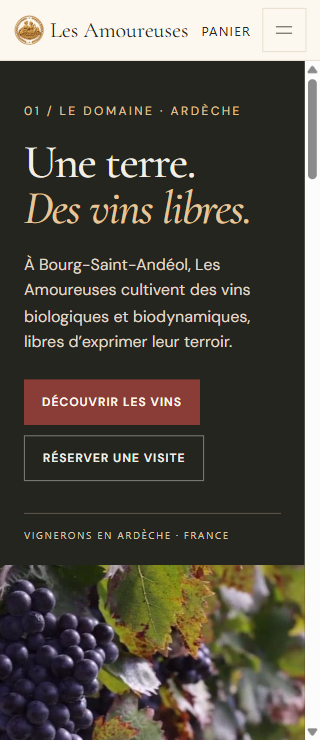 Les Amoureuses PANIER
01 / LE DOMAINE · ARDÈCHE
Une terre.
Des vins libres.
À Bourg-Saint-Andéol, Les
Amoureuses cultivent des vins
biologiques et biodynamiques,
libres d’exprimer leur terroir.
DÉCOUVRIR LES VINS
RÉSERVER UNE VISITE
VIGNERONS EN ARDÈCHE · FRANCE